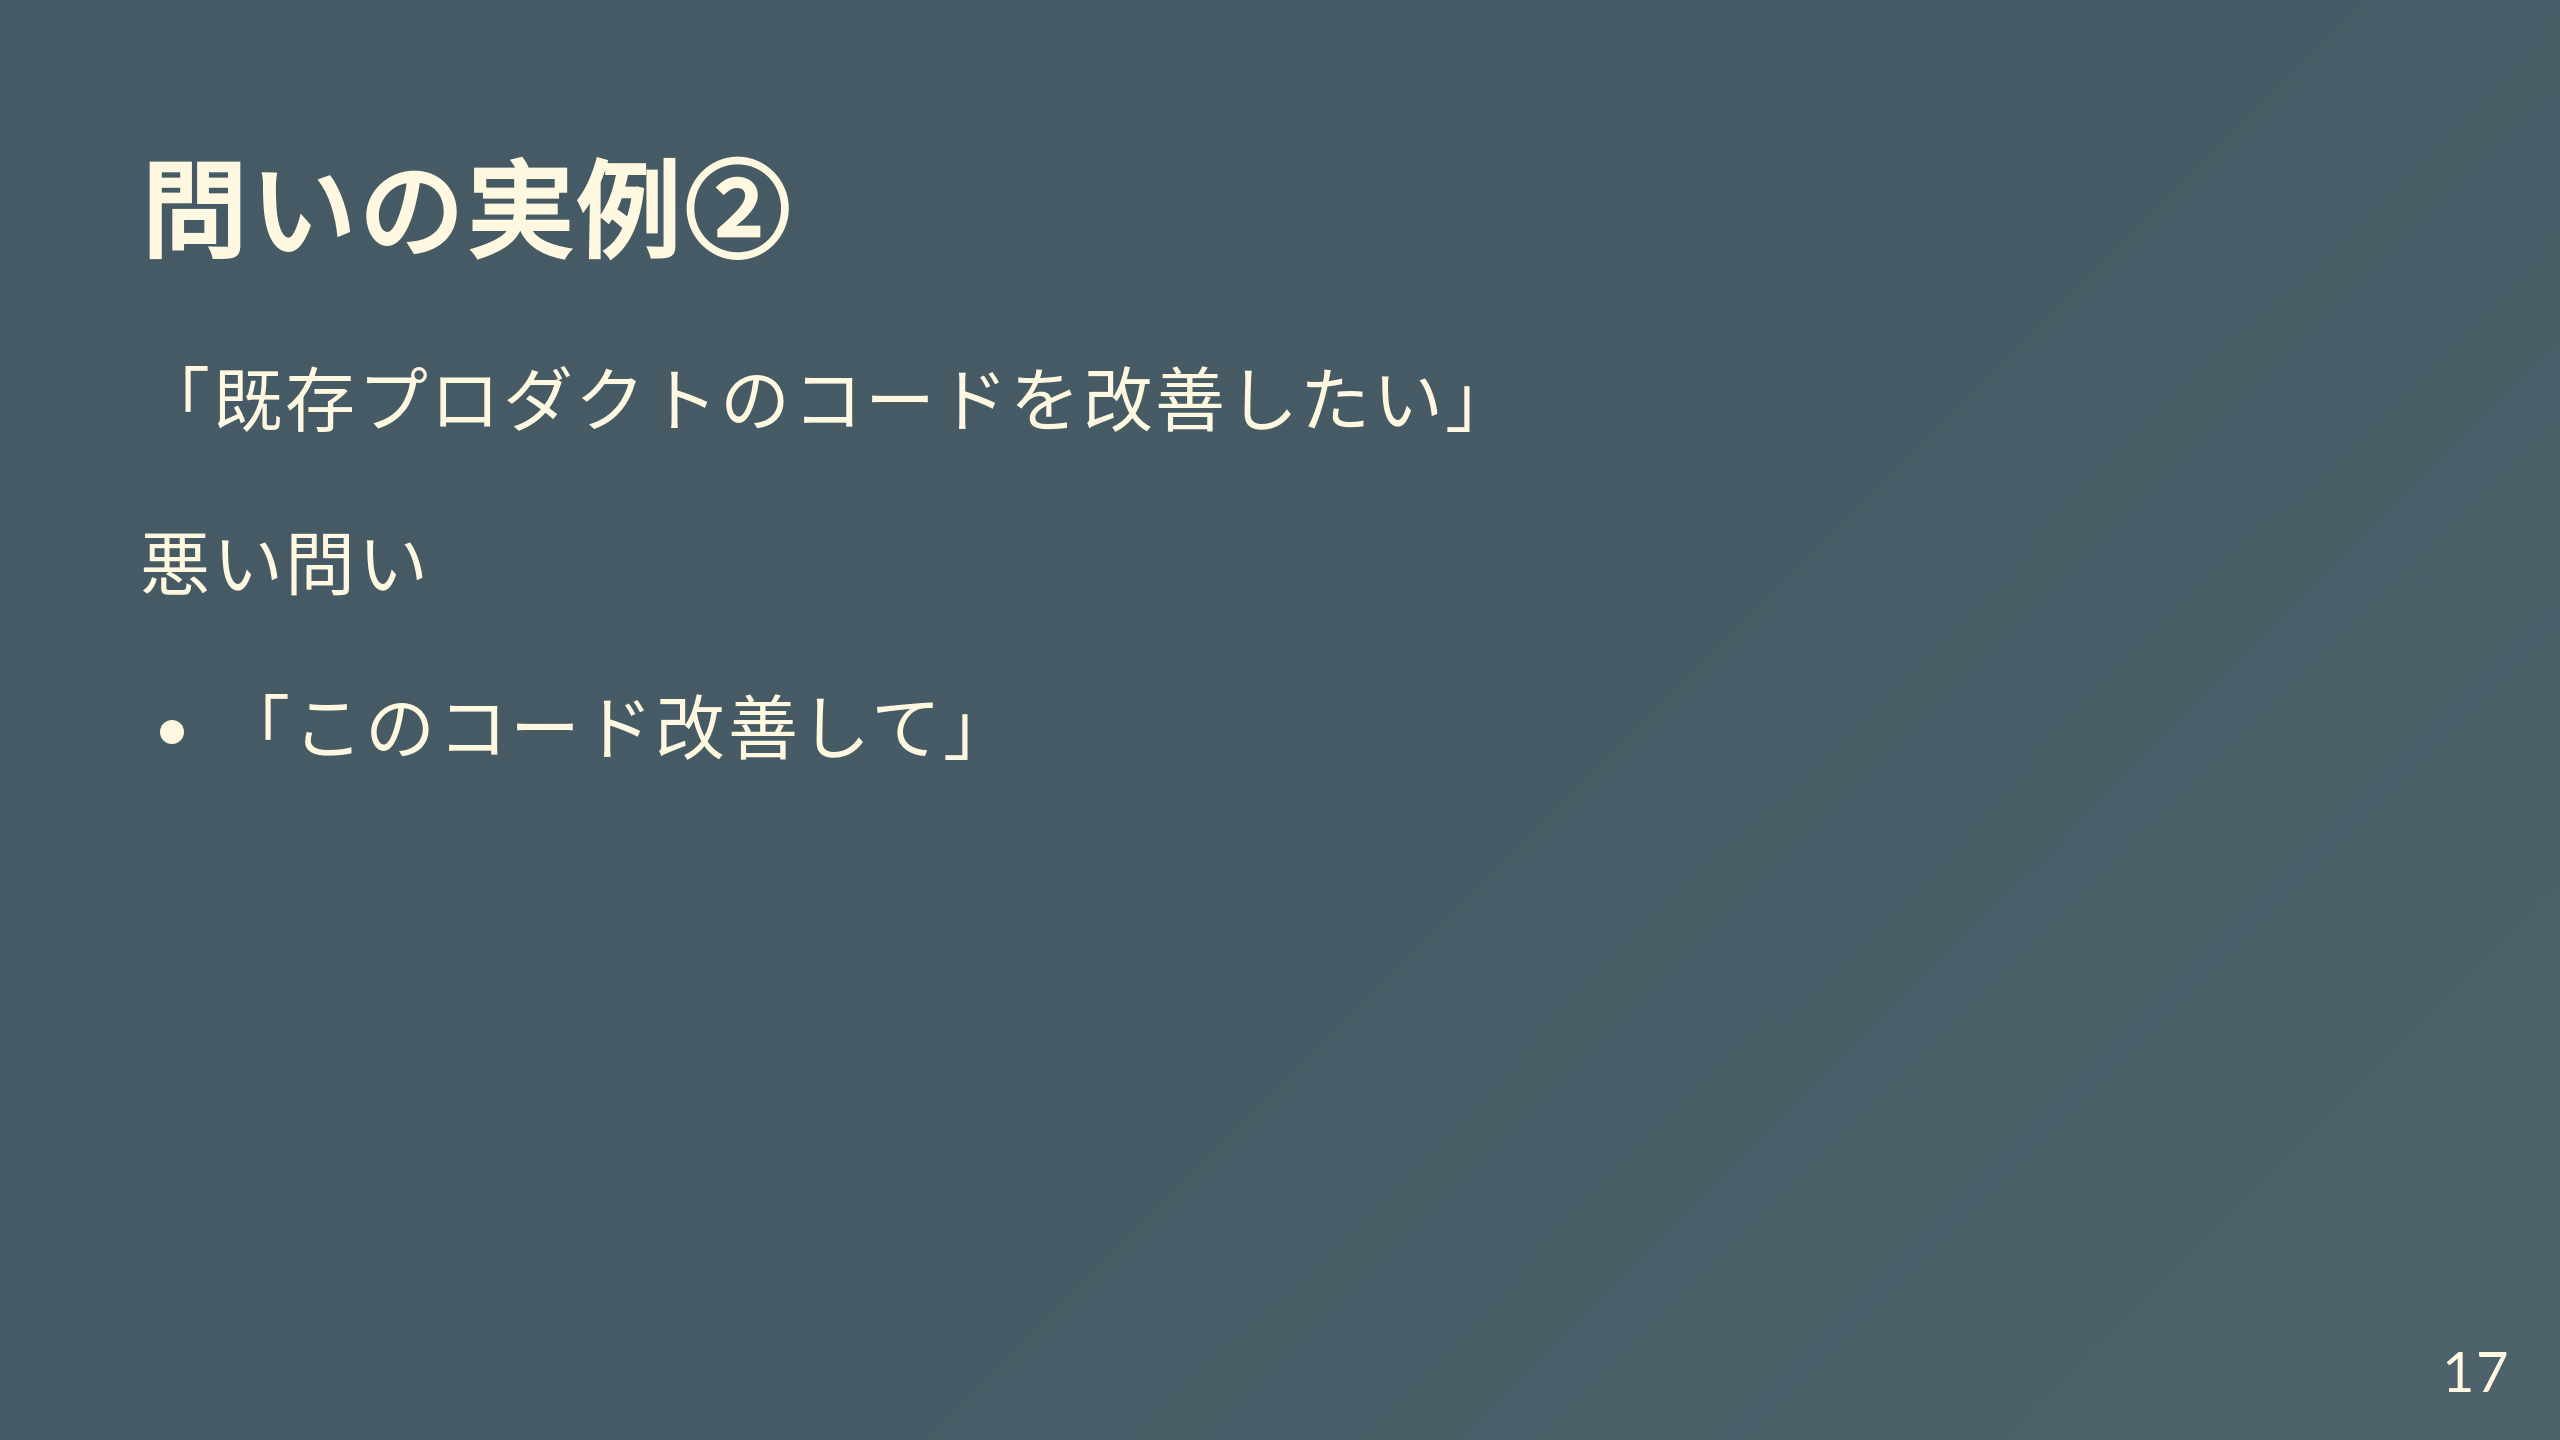 問いの実例②
「既存プロダクトのコードを改善したい」
悪い問い
• 「このコード改善して」
17